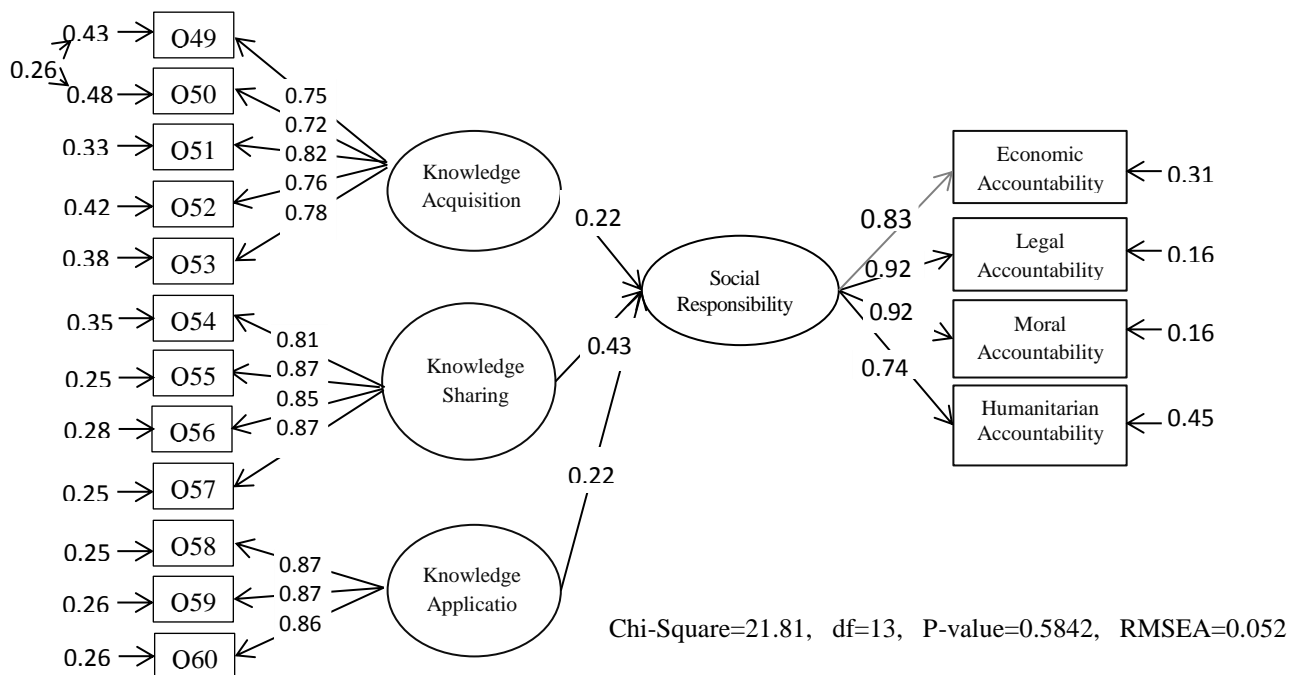 0.43
O49
0.26
0.48
O50
0.33
O51
0.42
O52
0.38
O53
0.35
O54
0.25
O55
0.28
O56
0.25
O57
0.25
O58
0.26
O59
0.26
O60
0.75
0.72
0.82
0.76
0.78
0.81
0.87
0.85
0.87
0.87
0.87
0.86
Knowledge
Acquisition
Knowledge
Sharing
Knowledge
Applicatio
0.22
0.43
0.22
Social
Responsibility
0.83
0.92
0.92
0.74
Economic
Accountability
0.31
Legal
Accountability
0.16
Moral
Accountability
0.16
Humanitarian
Accountability
0.45
Chi-Square=21.81, df=13, P-value=0.5842, RMSEA=0.052